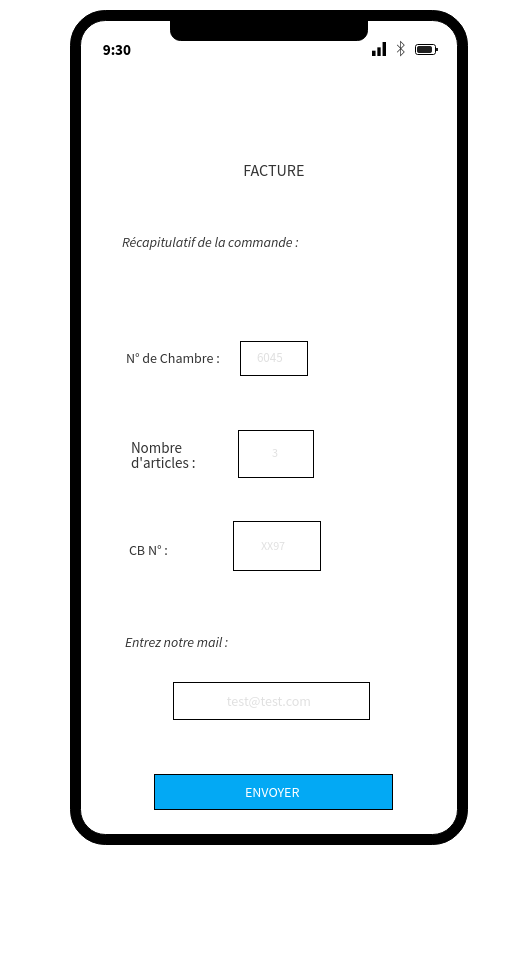 9:30
FACTURE
Récapitulatif de la commande :
N° de Chambre :
6045
Nombre
d'articles :
3
CB N° :
XX97.
Entrez notre mail :
test@test.com
ENVOYER